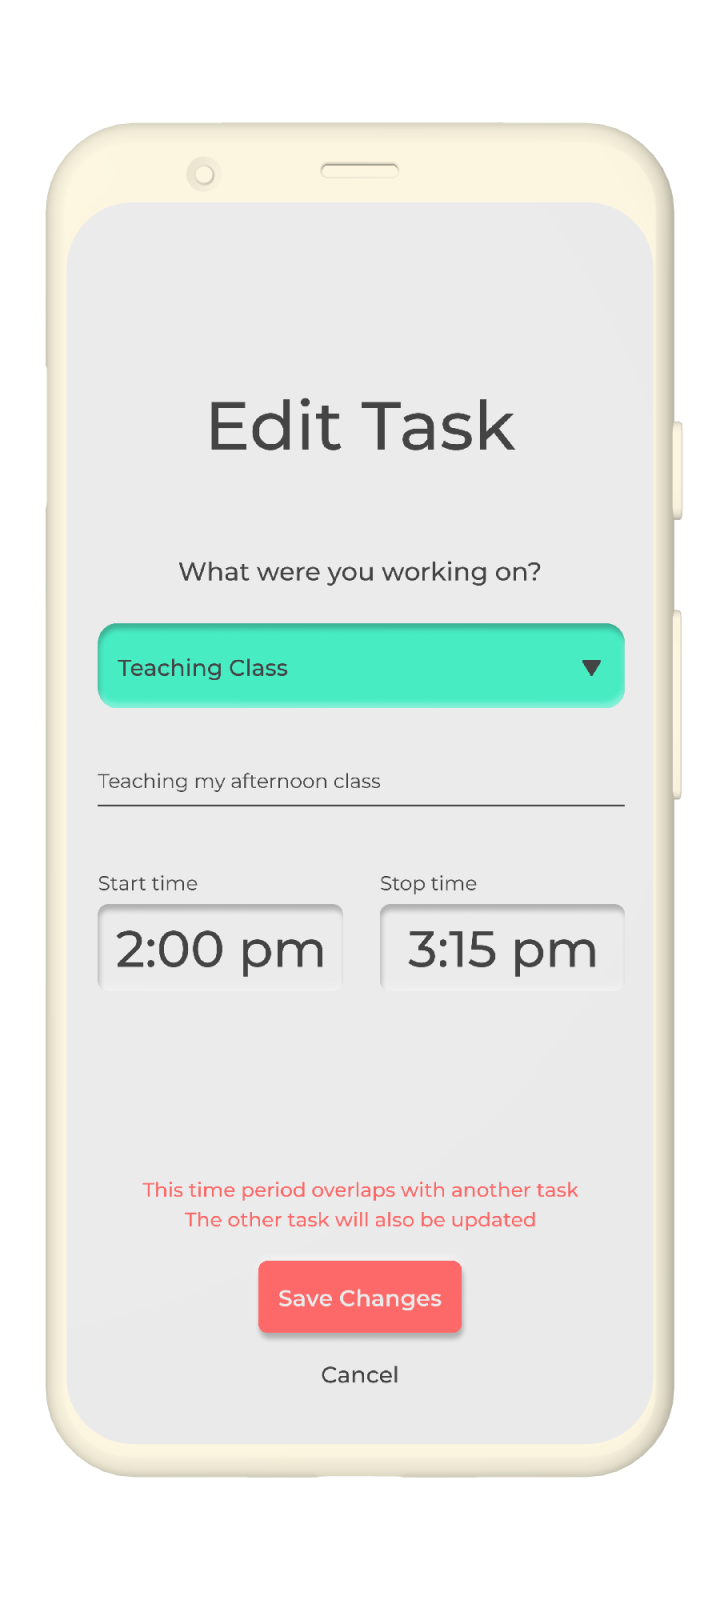 Edit Task
What were you working on?
Teaching Class
Teaching my afternoon class
Start time
Stop time
2:00 pm
3:15 pm
This time period overlaps with another task
The other task will also be updated
Save Changes
Cancel